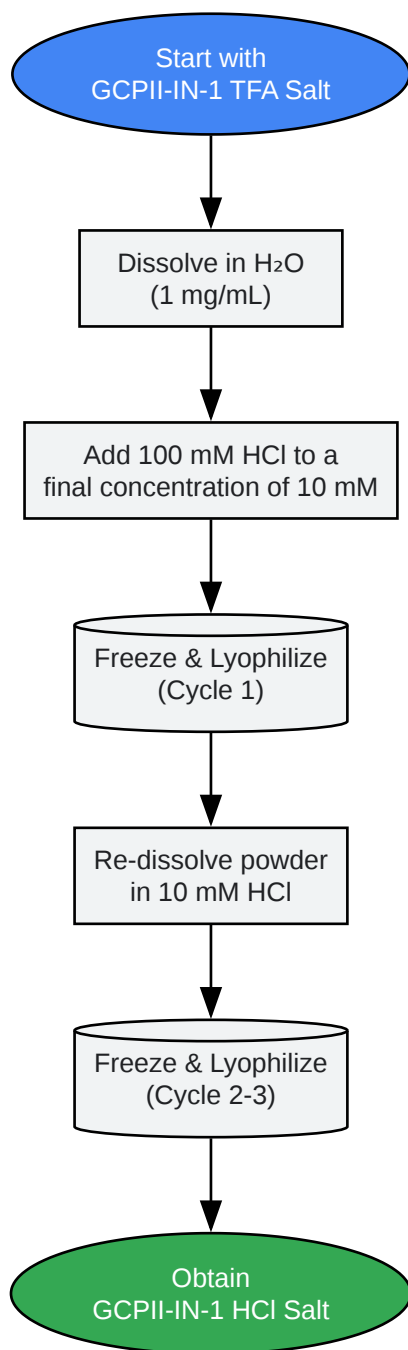 Start with
GCPII-IN-1 TFA Salt
Dissolve in H₂O
(1 mg/mL)
Add 100 mM HCl to a
final concentration of 10 mM
Freeze & Lyophilize
(Cycle 1)
Re-dissolve powder
in 10 mM HCl
Freeze & Lyophilize
(Cycle 2-3)
Obtain
GCPII-IN-1 HCl Salt